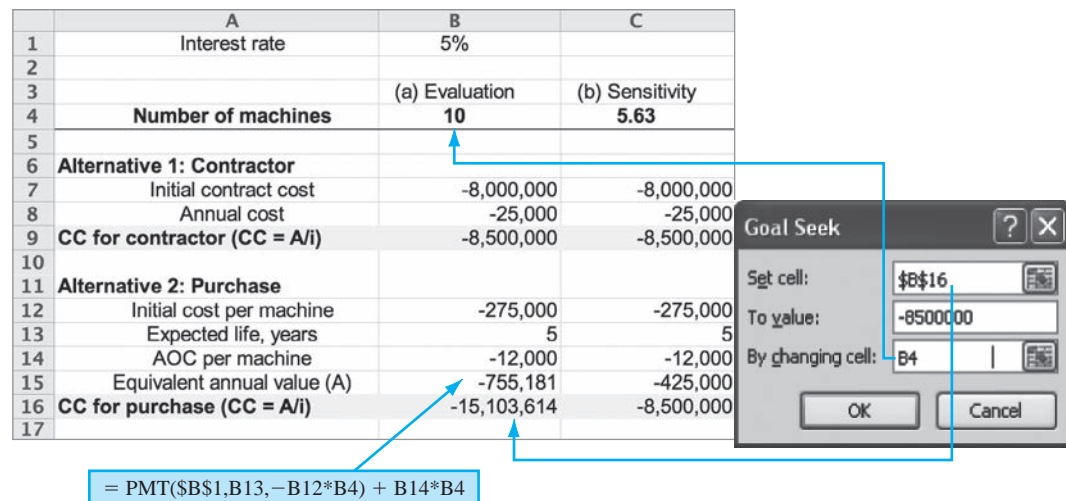 A B C
1 Interest rate 5%
2
3 (a) Evaluation (b) Sensitivity
4 Number of machines 10 5.63
5
6 Alternative 1: Contractor
7 Initial contract cost -8,000,000 -8,000,000
8 Annual cost -25,000 -25,000
9 CC for contractor (CC = A/i) -8,500,000 -8,500,000
10
11 Alternative 2: Purchase
12 Initial cost per machine -275,000 -275,000
13 Expected life, years 5 5
14 AOC per machine -12,000 -12,000
15 Equivalent annual value (A) -755,181 -425,000
16 CC for purchase (CC = A/i) -15,103,614 -8,500,000
17
Goal Seek ? X
Set cell: $B$16
To value: -8500000
By changing cell: B4
OK Cancel
= PMT($B$1,B13,−B12*B4) + B14*B4